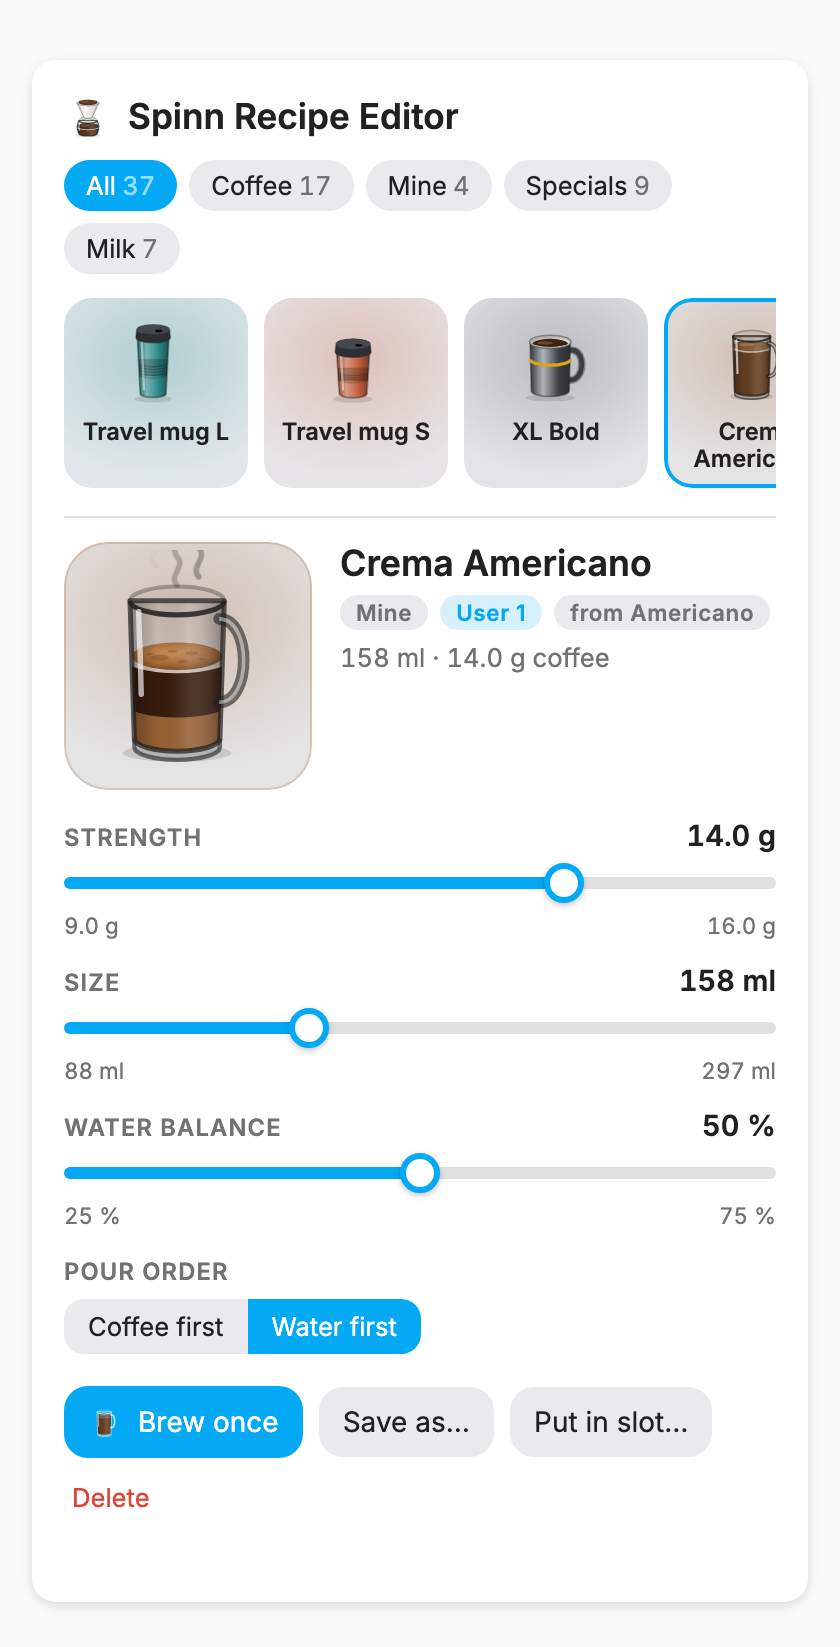 Spinn Recipe Editor
All 37
Coffee 17
Mine 4
Specials 9
Milk 7
Travel mug L
Travel mug S
XL Bold
Crem
Americ
Crema Americano
Mine
User 1
from Americano
158 ml · 14.0 g coffee
STRENGTH
14.0 g
9.0 g
16.0 g
SIZE
158 ml
88 ml
297 ml
WATER BALANCE
50 %
25 %
75 %
POUR ORDER
Coffee first
Water first
Brew once
Save as...
Put in slot...
Delete